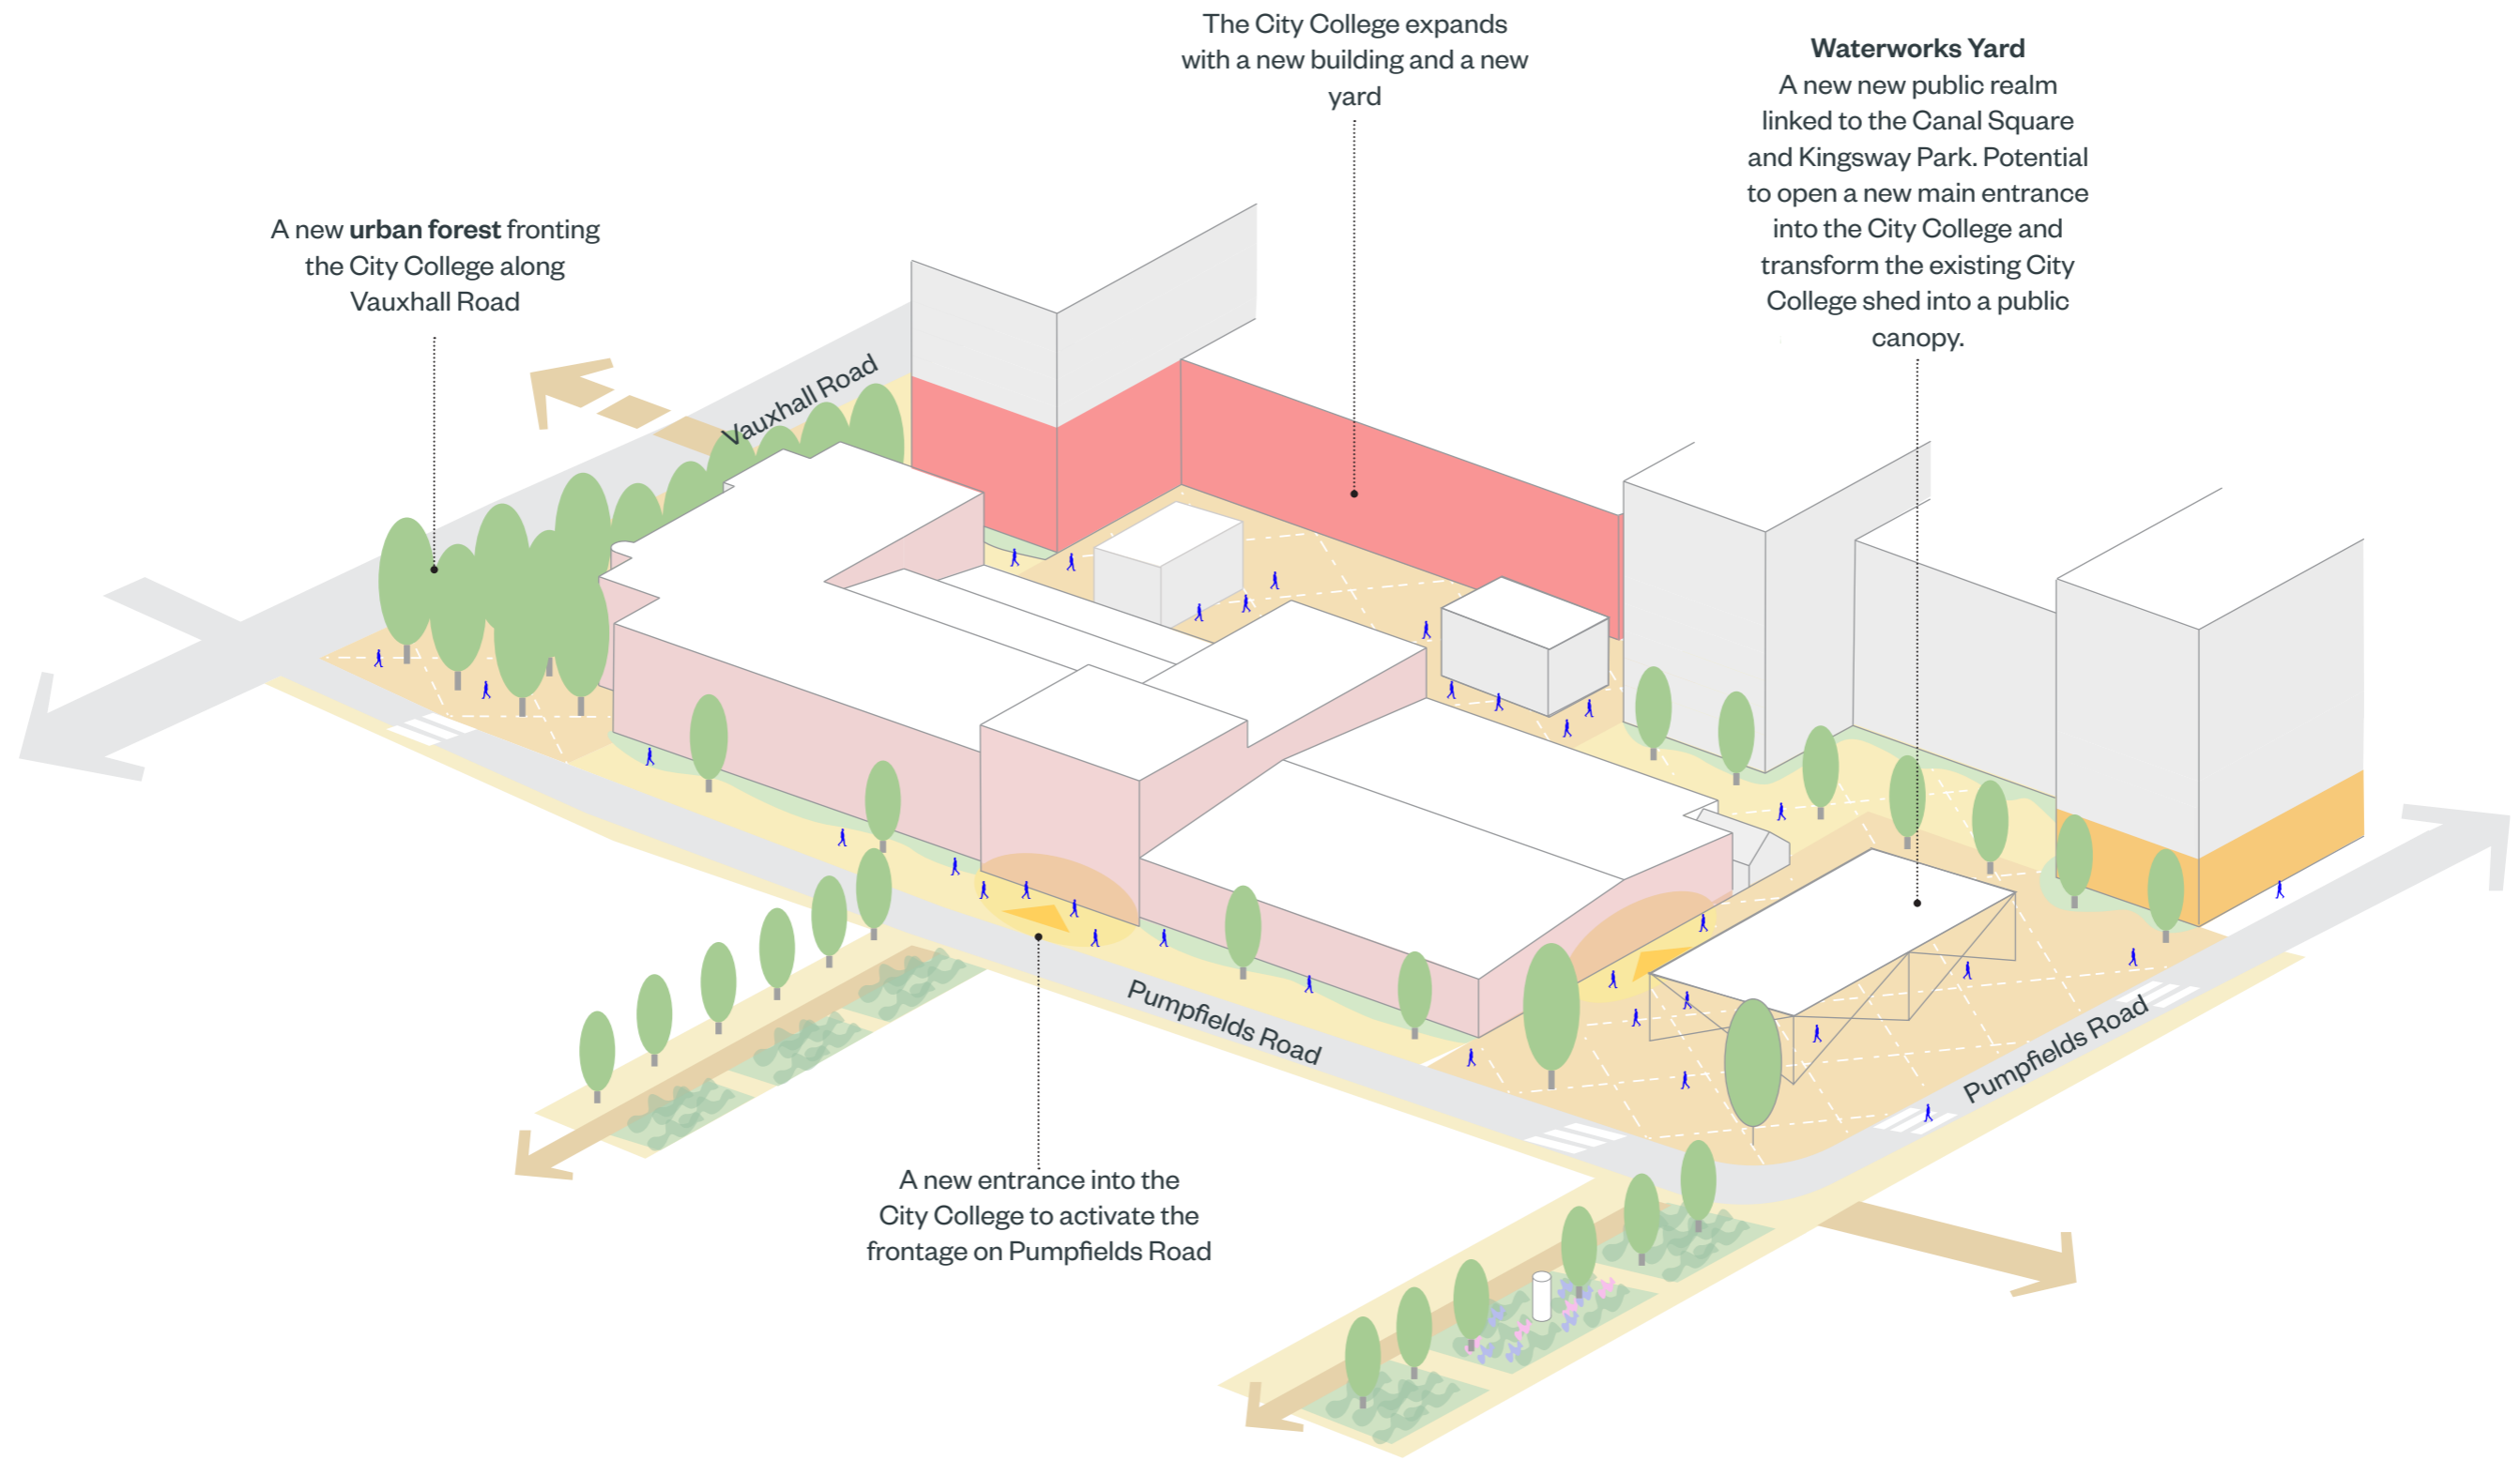 The City College expands
with a new building and a new
yard
Waterworks Yard
A new new public realm
linked to the Canal Square
and Kingsway Park. Potential
to open a new main entrance
into the City College and
transform the existing City
College shed into a public
canopy.
A new urban forest fronting
the City College along
Vauxhall Road
Vauxhall Road
Pumpfields Road
Pumpfields Road
A new entrance into the
City College to activate the
frontage on Pumpfields Road